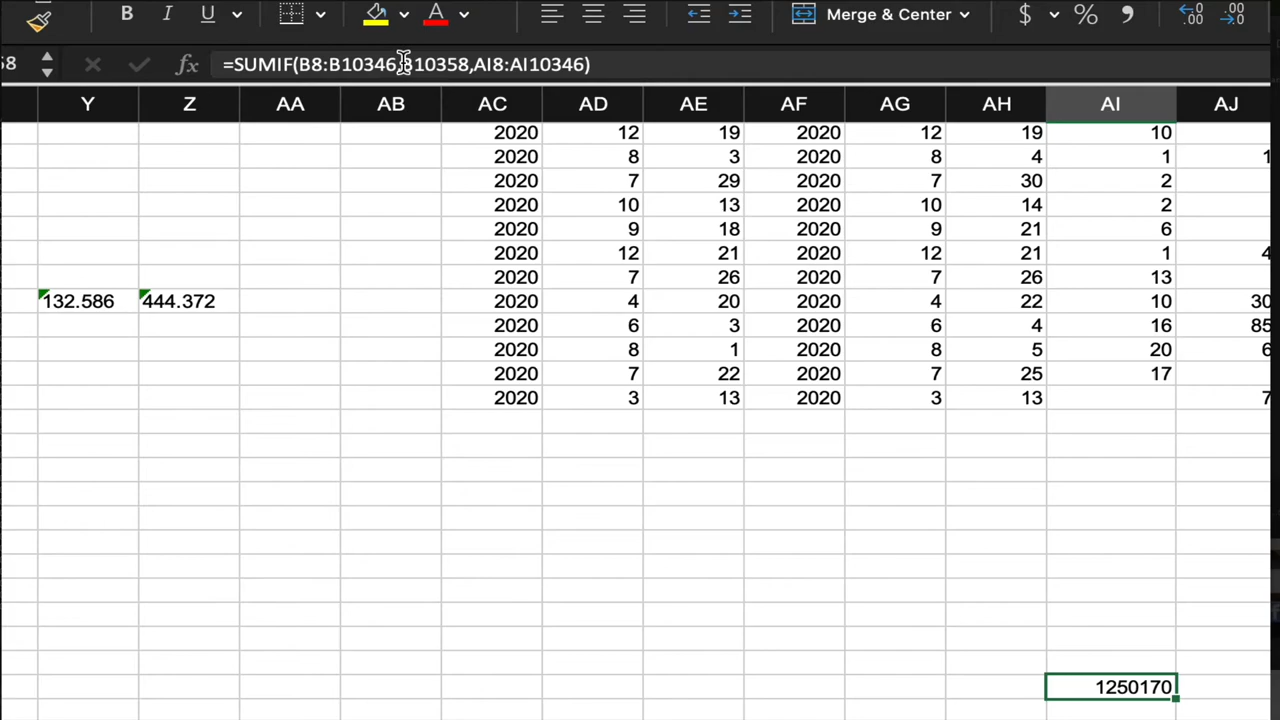 B I U A Merge & Center $ % ,
58 fx =SUMIF(B8:B10346,B10358,AI8:AI10346)
Y Z AA AB AC AD AE AF AG AH AI AJ
2020 12 19 2020 12 19 10
2020 8 3 2020 8 4 1 1
2020 7 29 2020 7 30 2
2020 10 13 2020 10 14 2
2020 9 18 2020 9 21 6
2020 12 21 2020 12 21 1 4
2020 7 26 2020 7 26 13
132.586 444.372 2020 4 20 2020 4 22 10 30
2020 6 3 2020 6 4 16 85
2020 8 1 2020 8 5 20 6
2020 7 22 2020 7 25 17
2020 3 13 2020 3 13 7
1250170